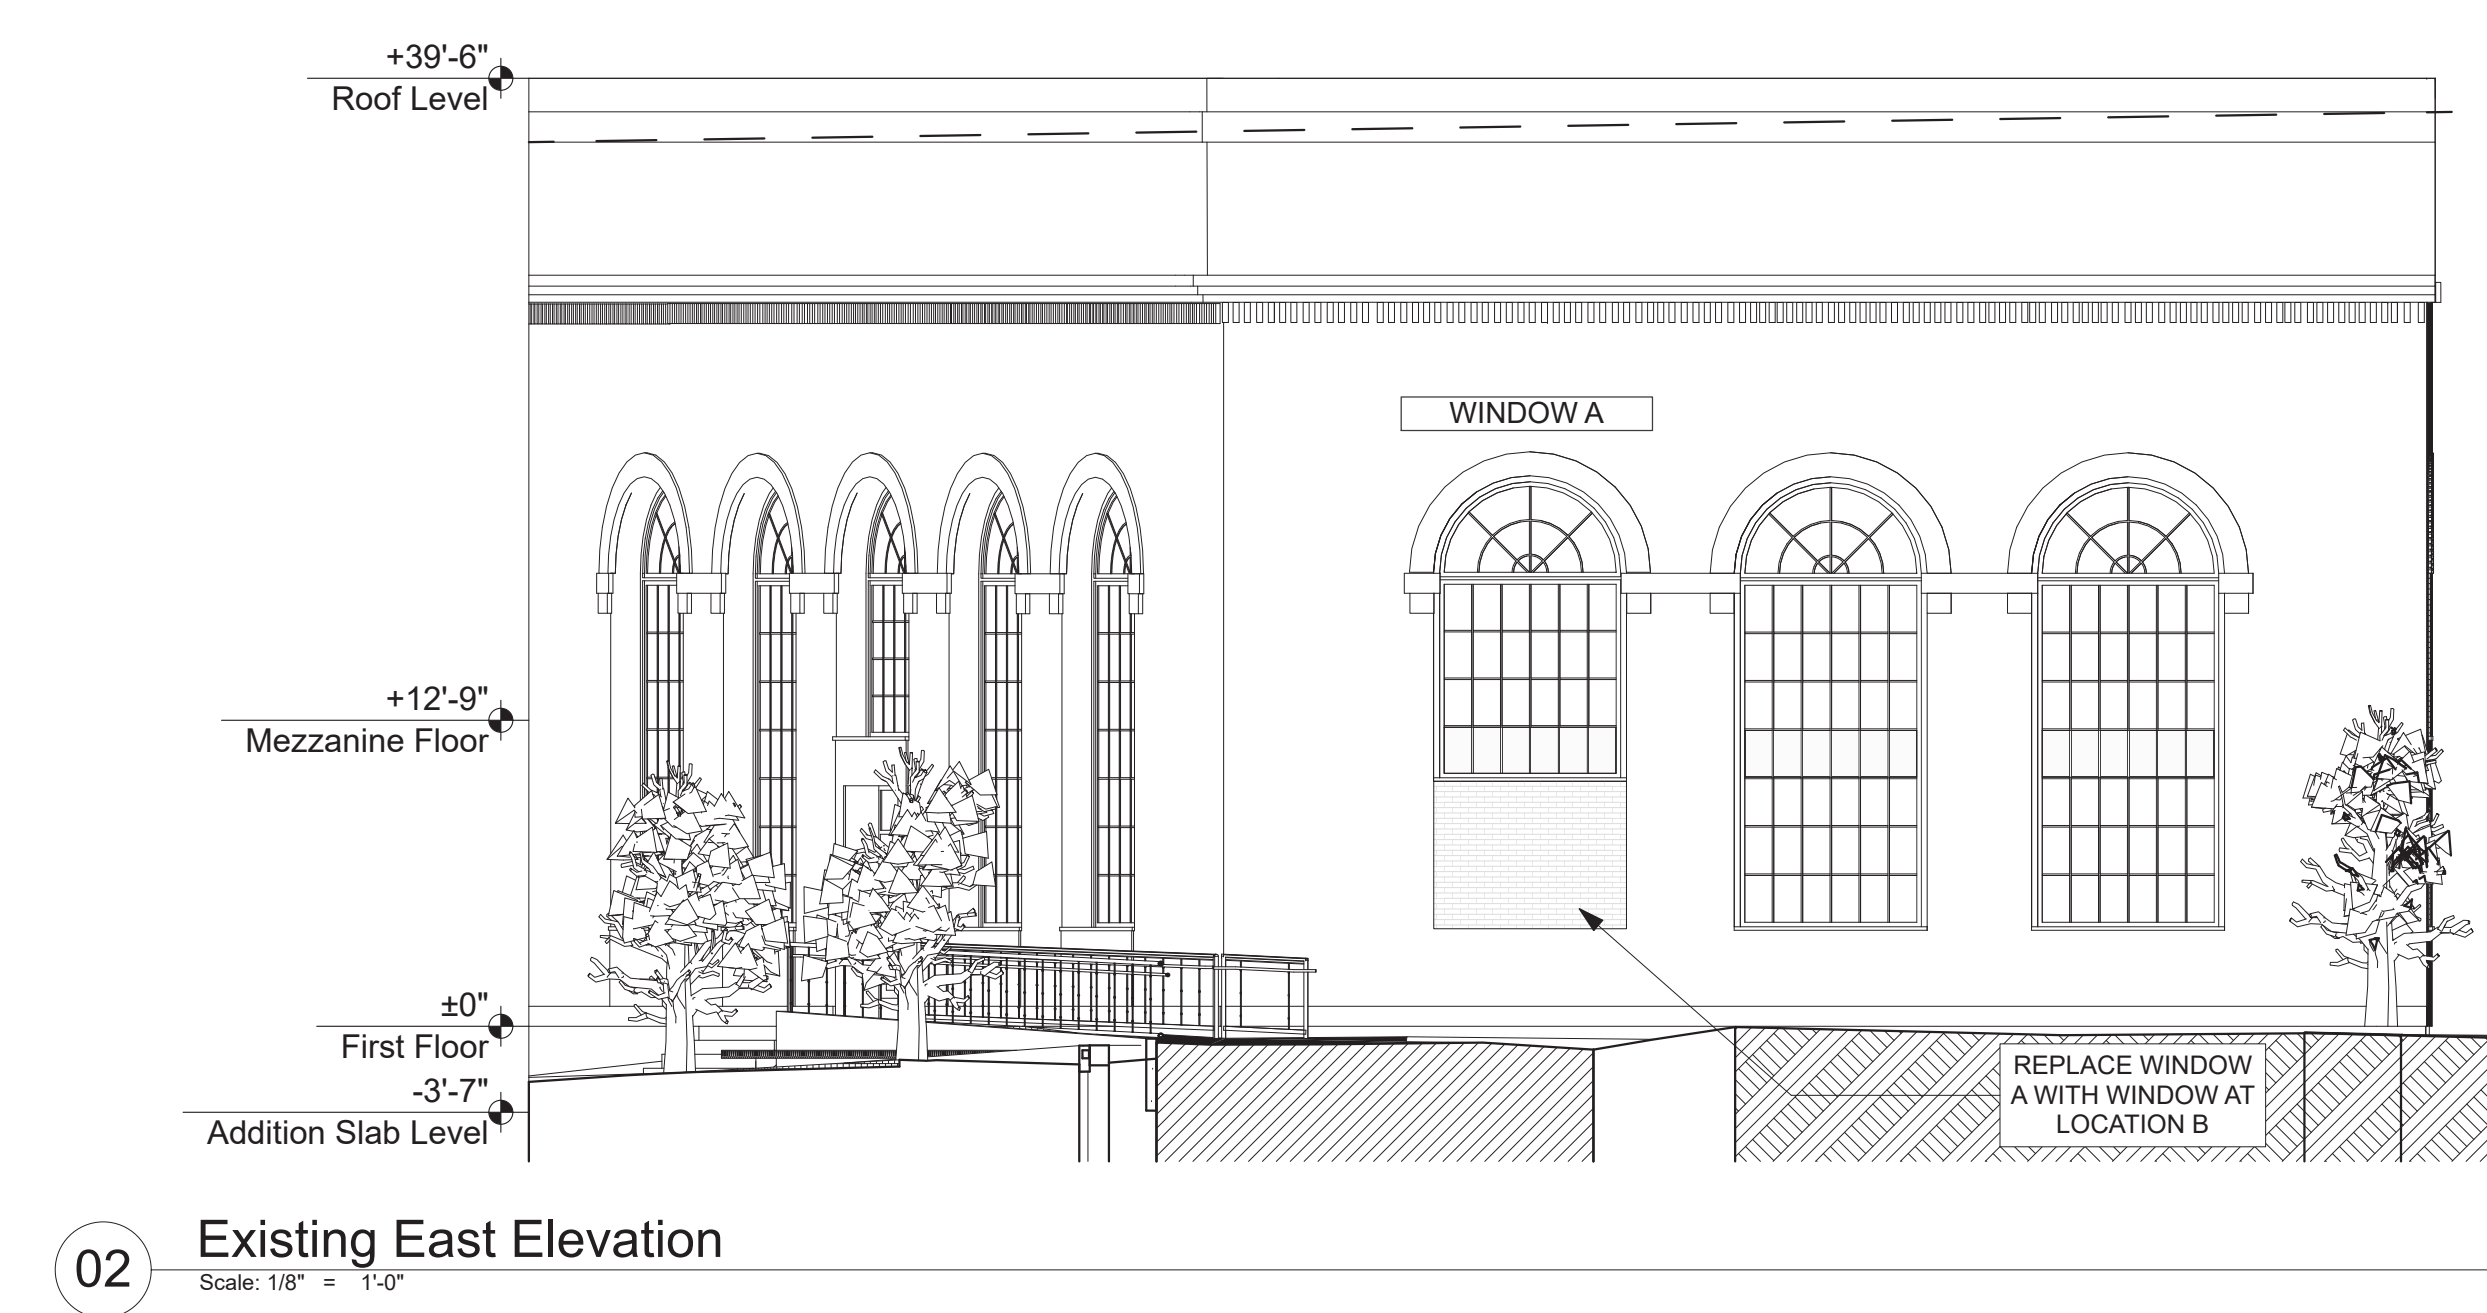 +39'-6"
Roof Level
WINDOW A
+12'-9"
Mezzanine Floor
±0"
First Floor
-3'-7"
Addition Slab Level
REPLACE WINDOW
A WITH WINDOW AT
LOCATION B
02
Existing East Elevation
Scale: 1/8" = 1'-0"